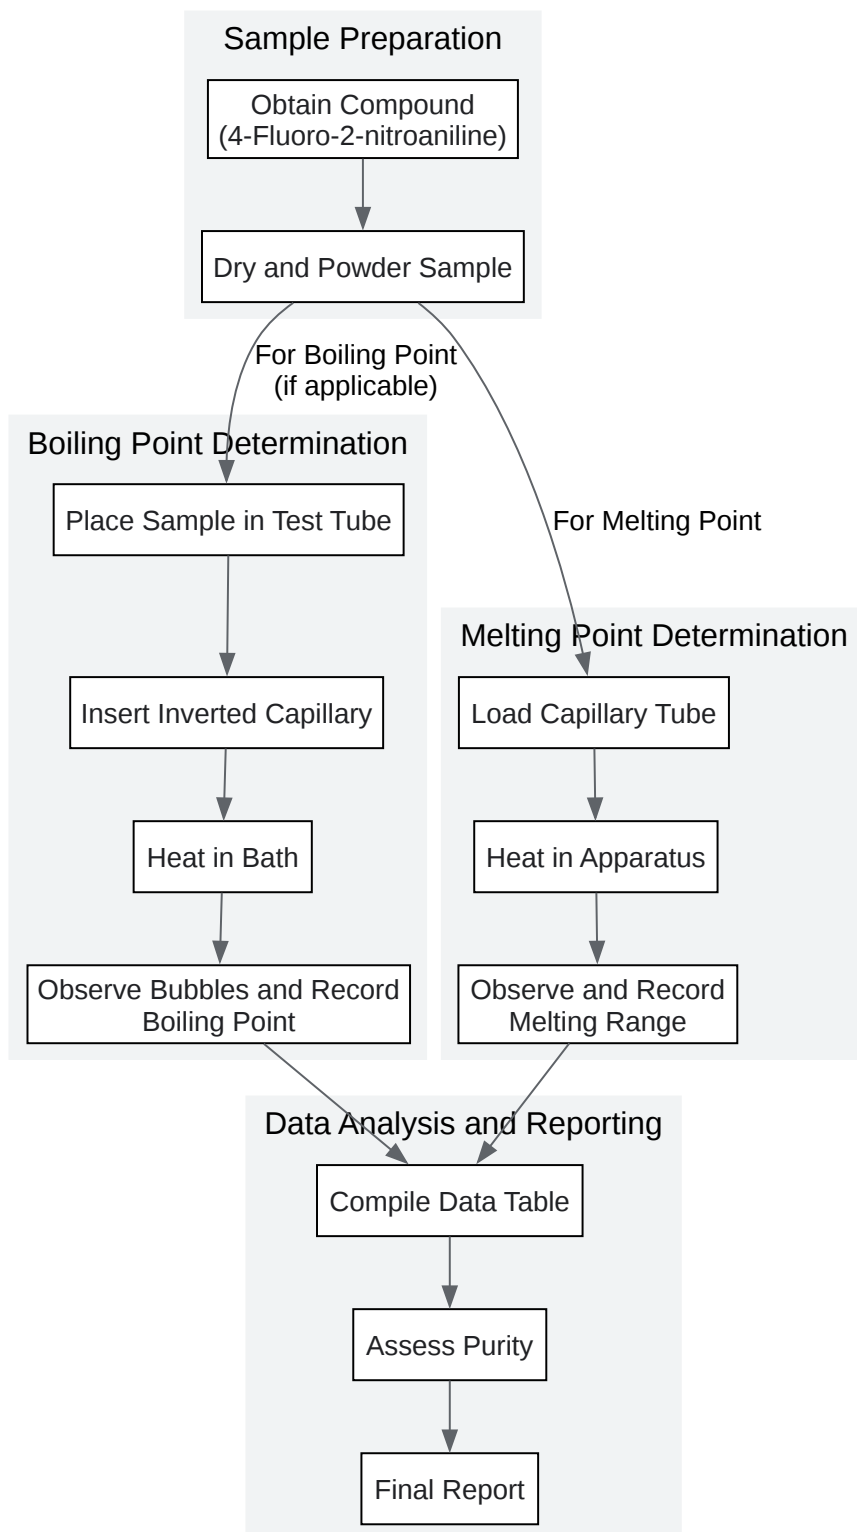 Sample Preparation
Obtain Compound
(4-Fluoro-2-nitroaniline)
Dry and Powder Sample
For Boiling Point
(if applicable)
Boiling Point Determination
Place Sample in Test Tube
For Melting Point
Melting Point Determination
Insert Inverted Capillary
Load Capillary Tube
Heat in Bath
Heat in Apparatus
Observe Bubbles and Record
Boiling Point
Observe and Record
Melting Range
Data Analysis and Reporting
Compile Data Table
Assess Purity
Final Report